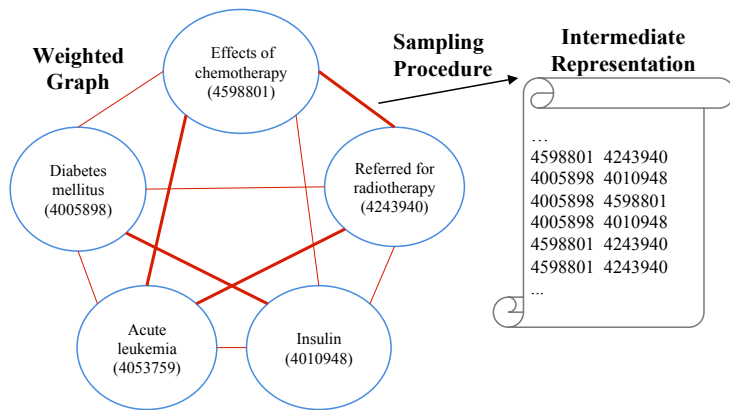 Weighted
Graph
Effects of
chemotherapy
(4598801)
Sampling
Procedure
Intermediate
Representation
Diabetes
mellitus
(4005898)
Referred for
radiotherapy
(4243940)
Acute
leukemia
(4053759)
Insulin
(4010948)
...
4598801 4243940
4005898 4010948
4005898 4598801
4005898 4010948
4598801 4243940
4598801 4243940
...